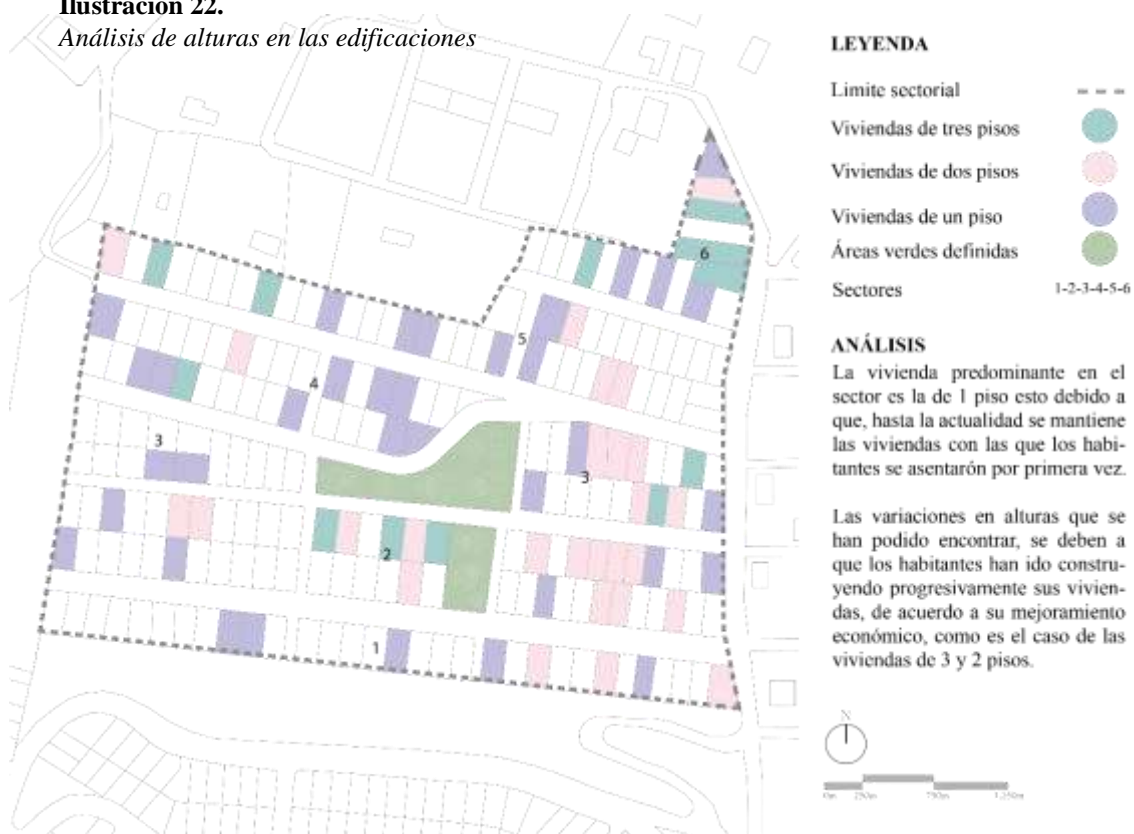 Ilustración 22.
Análisis de alturas en las edificaciones
LEYENDA
Limite sectorial
Viviendas de tres pisos
Viviendas de dos pisos
Viviendas de un piso
Áreas verdes definidas
Sectores 1-2-3-4-5-6
ANÁLISIS
La vivienda predominante en el
sector es la de 1 piso esto debido a
que, hasta la actualidad se mantiene
las viviendas con las que los habi-
tantes se asentarón por primera vez.
Las variaciones en alturas que se
han podido encontrar, se deben a
que los habitantes han ido constru-
yendo progresivamente sus vivien-
das, de acuerdo a su mejoramiento
económico, como es el caso de las
viviendas de 3 y 2 pisos.
6
5
4
3
3
2
1
N
0m 250m 750m 1,250m